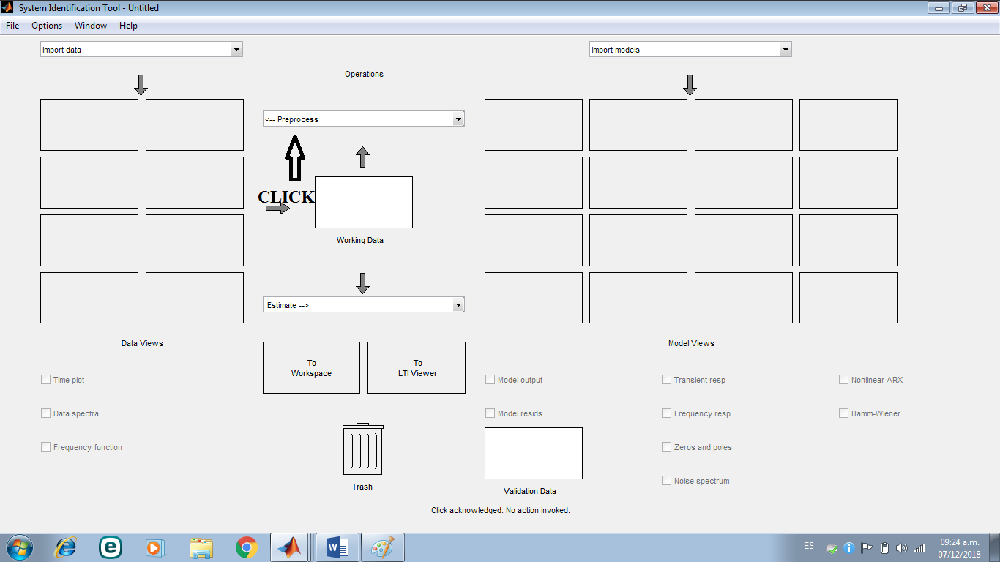 System Identification Tool - Untitled
File Options Window Help
Import data
Import models
Operations
<-- Preprocess
CLICK
Working Data
Estimate -->
Data Views
Model Views
To
Workspace
To
LTI Viewer
Time plot
Data spectra
Frequency function
Model output
Model resids
Transient resp
Frequency resp
Zeros and poles
Noise spectrum
Nonlinear ARX
Hamm-Wiener
Trash
Validation Data
Click acknowledged. No action invoked.
ES
09:24 a.m.
07/12/2018